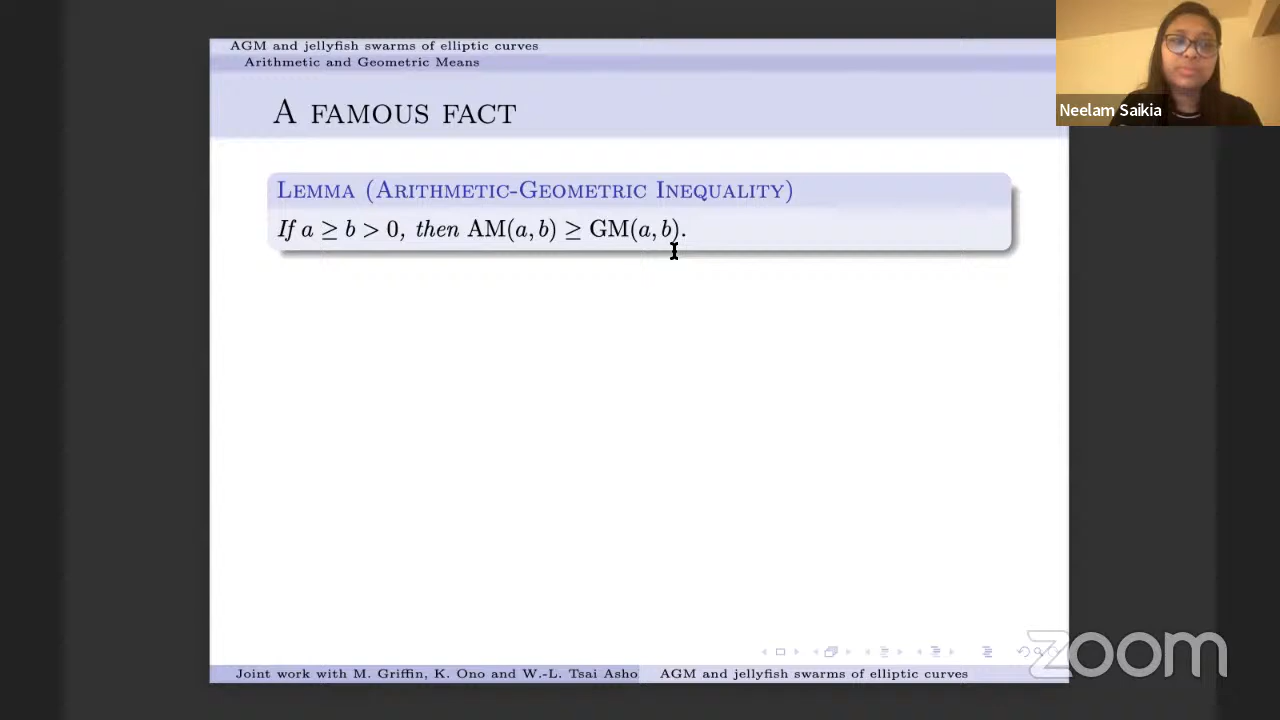 AGM and jellyfish swarms of elliptic curves
Arithmetic and Geometric Means
A famous fact
Lemma (Arithmetic-Geometric Inequality)
If a ≥ b > 0, then AM(a, b) ≥ GM(a, b).
Joint work with M. Griffin, K. Ono and W.-L. Tsai Asho
AGM and jellyfish swarms of elliptic curves
Neelam Saikia
zoom